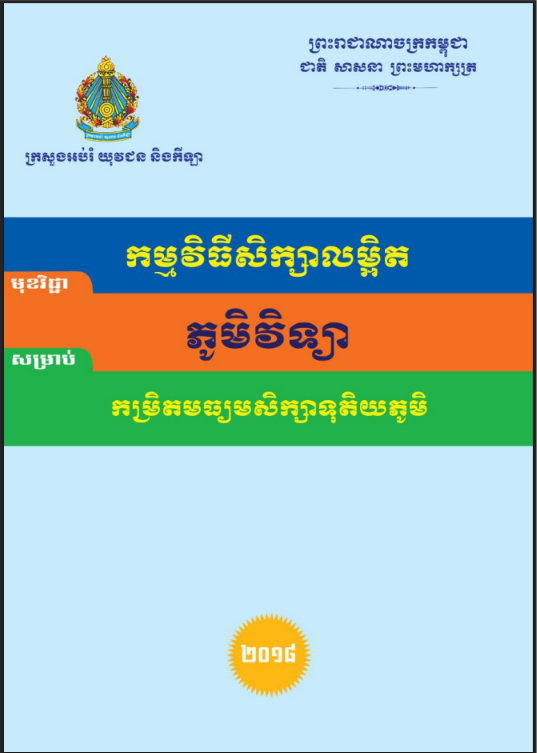 ព្រះរាជាណាចក្រកម្ពុជា
ជាតិ សាសនា ព្រះមហាក្សត្រ
ក្រសួងអប់រំ យុវជន និងកីឡា
កម្មវិធីសិក្សាលម្អិត
មុខវិជ្ជា
ភូមិវិទ្យា
សម្រាប់
កម្រិតមធ្យមសិក្សាទុតិយភូមិ
២០១៨